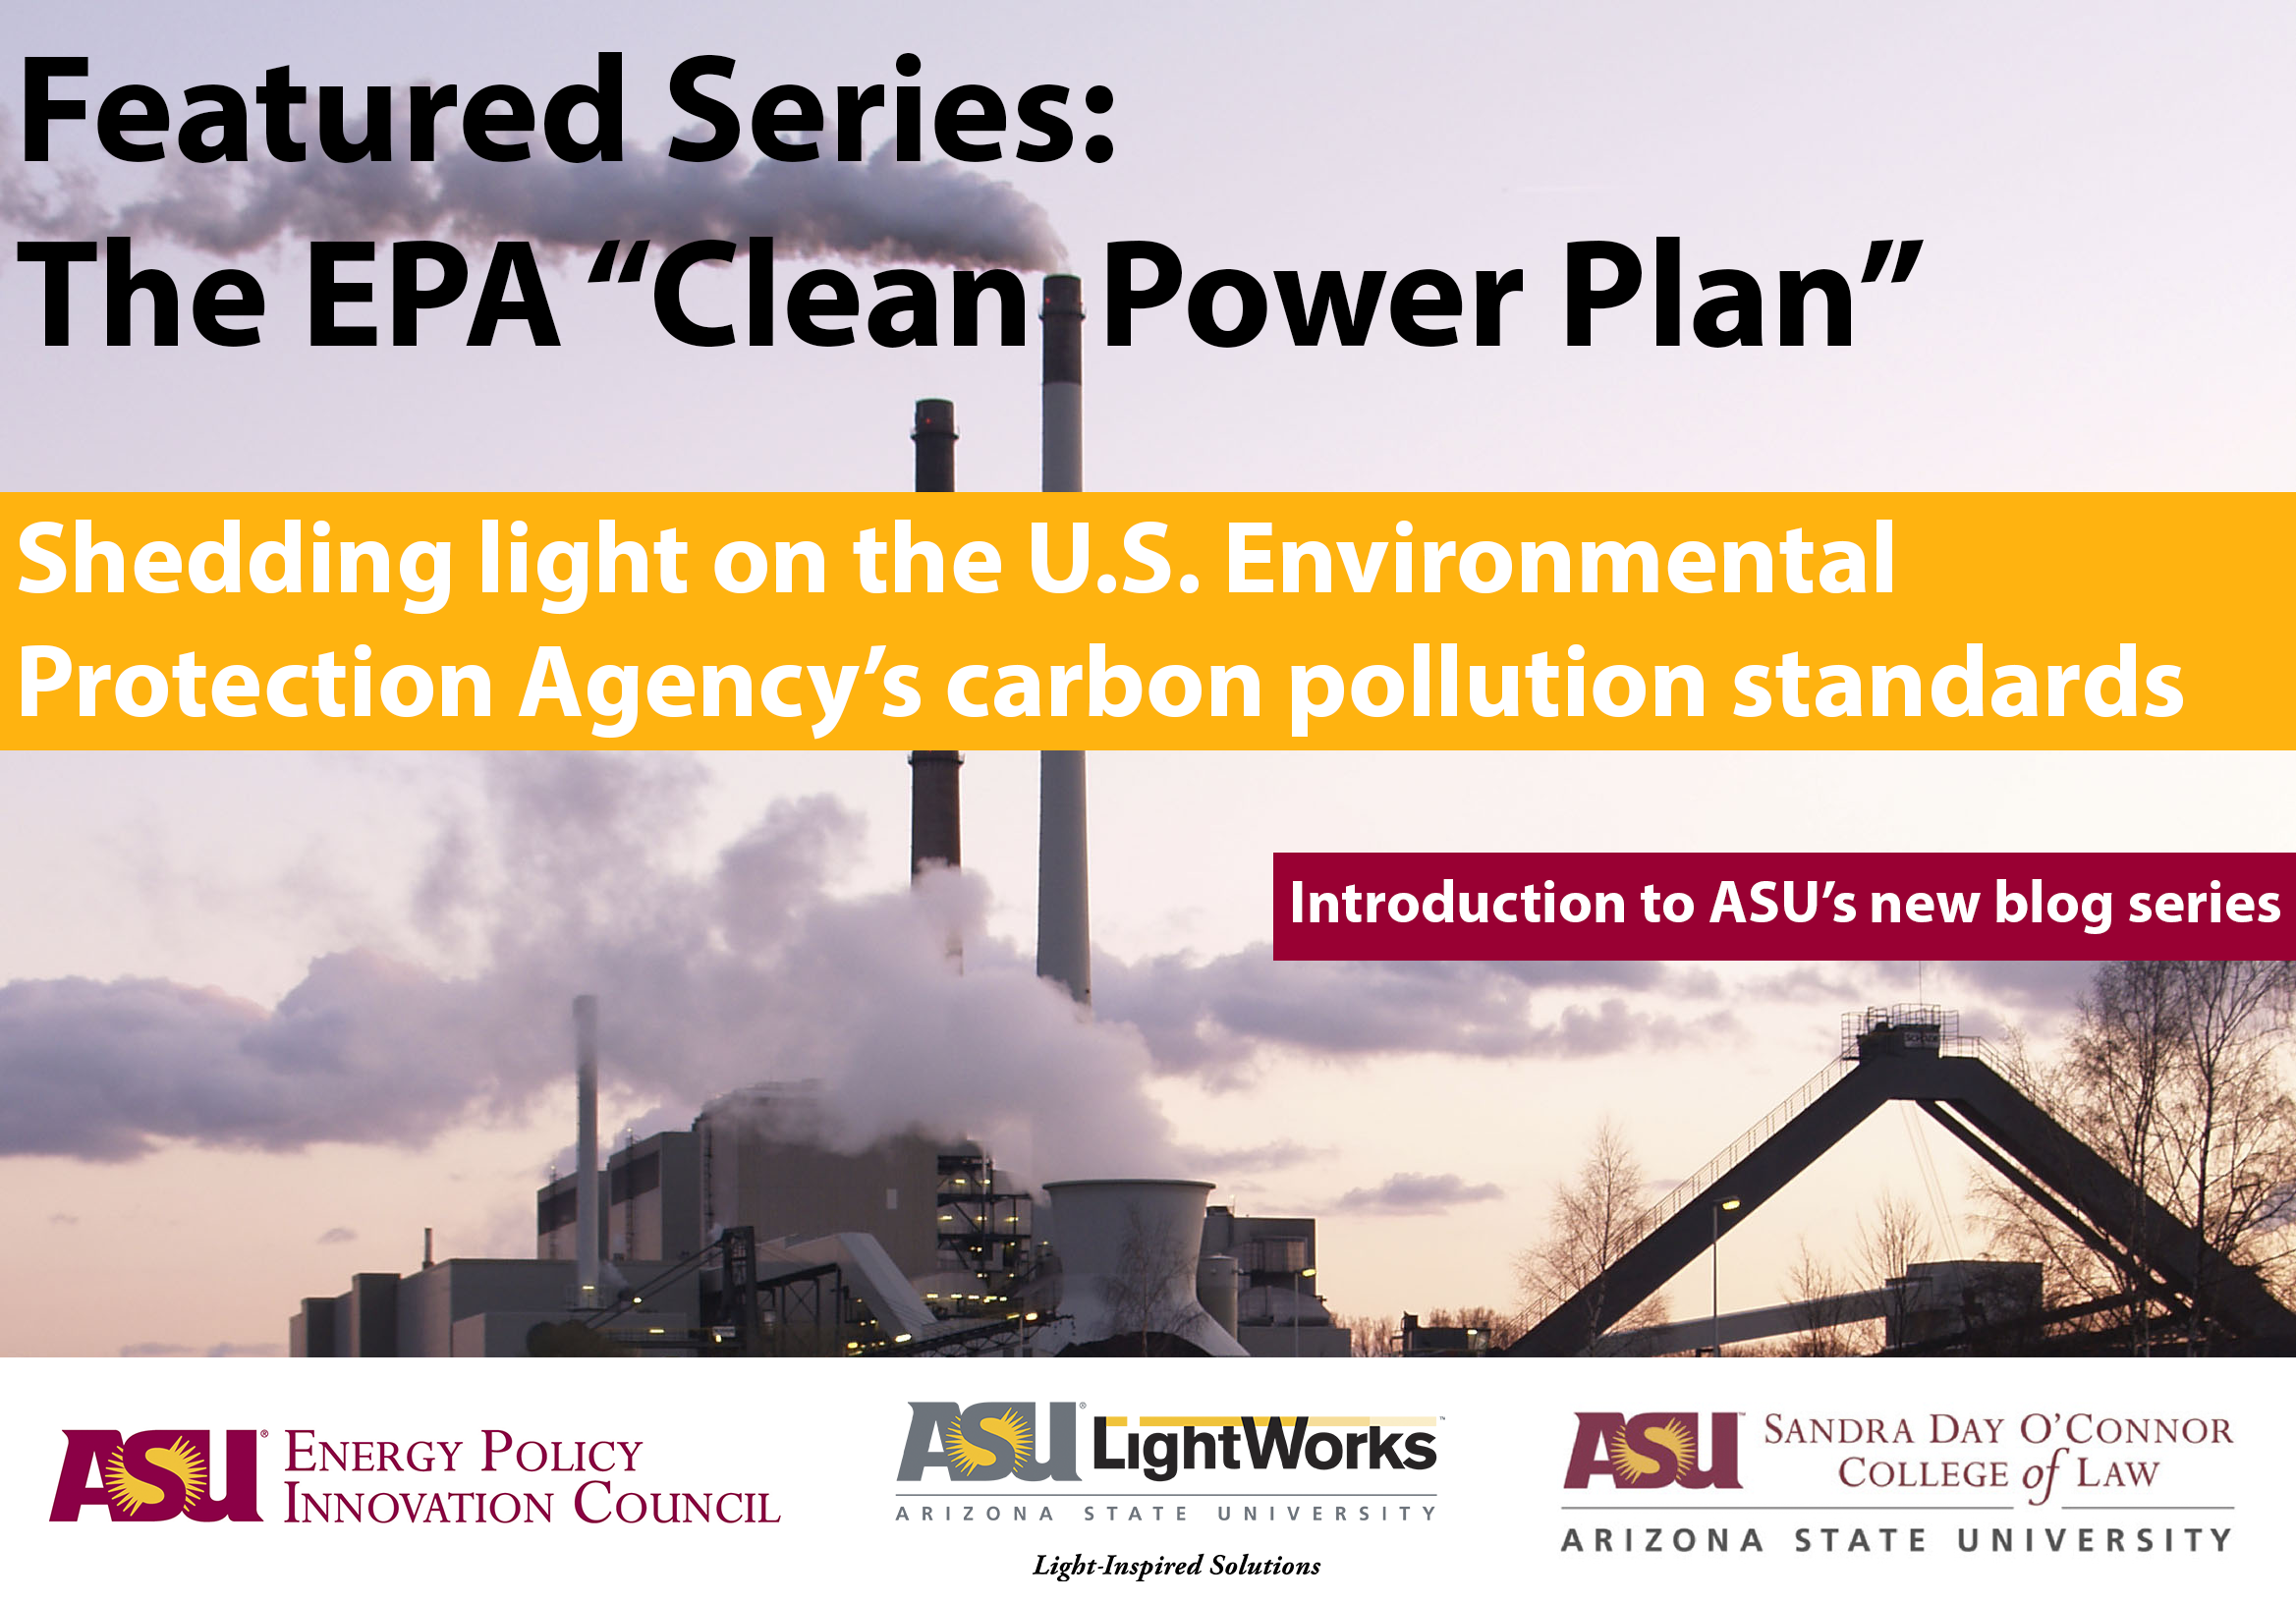 Featured Series:
The EPA “Clean Power Plan”
Shedding light on the U.S. Environmental
Protection Agency’s carbon pollution standards
Introduction to ASU’s new blog series
ASU® ENERGY POLICY
INNOVATION COUNCIL
ASU® LightWorks™
ARIZONA STATE UNIVERSITY
Light-Inspired Solutions
ASU™ SANDRA DAY O’CONNOR
COLLEGE of LAW
ARIZONA STATE UNIVERSITY